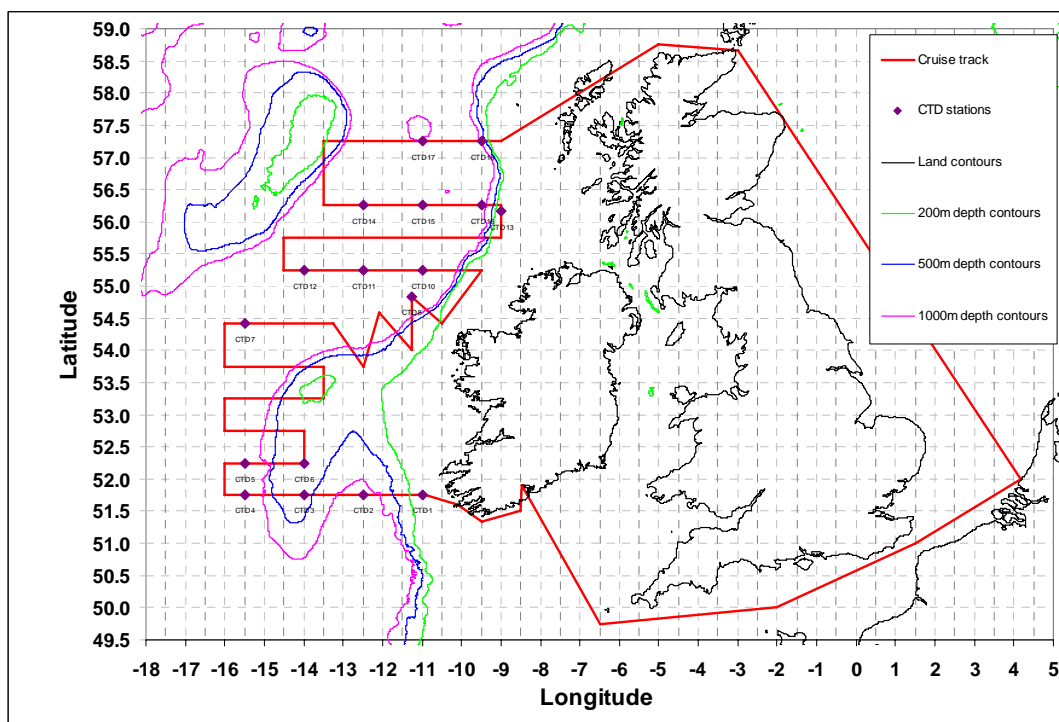 59.0
58.5
58.0
57.5
57.0
56.5
56.0
55.5
55.0
54.5
54.0
53.5
53.0
52.5
52.0
51.5
51.0
50.5
50.0
49.5
Latitude
-18 -17 -16 -15 -14 -13 -12 -11 -10 -9 -8 -7 -6 -5 -4 -3 -2 -1 0 1 2 3 4 5
Longitude
Cruise track
CTD stations
Land contours
200m depth contours
500m depth contours
1000m depth contours
CTD17
CTD14 CTD15
CTD13
CTD12 CTD11 CTD10
CTD7
CTD5 CTD6
CTD4 CTD3 CTD2 CTD1